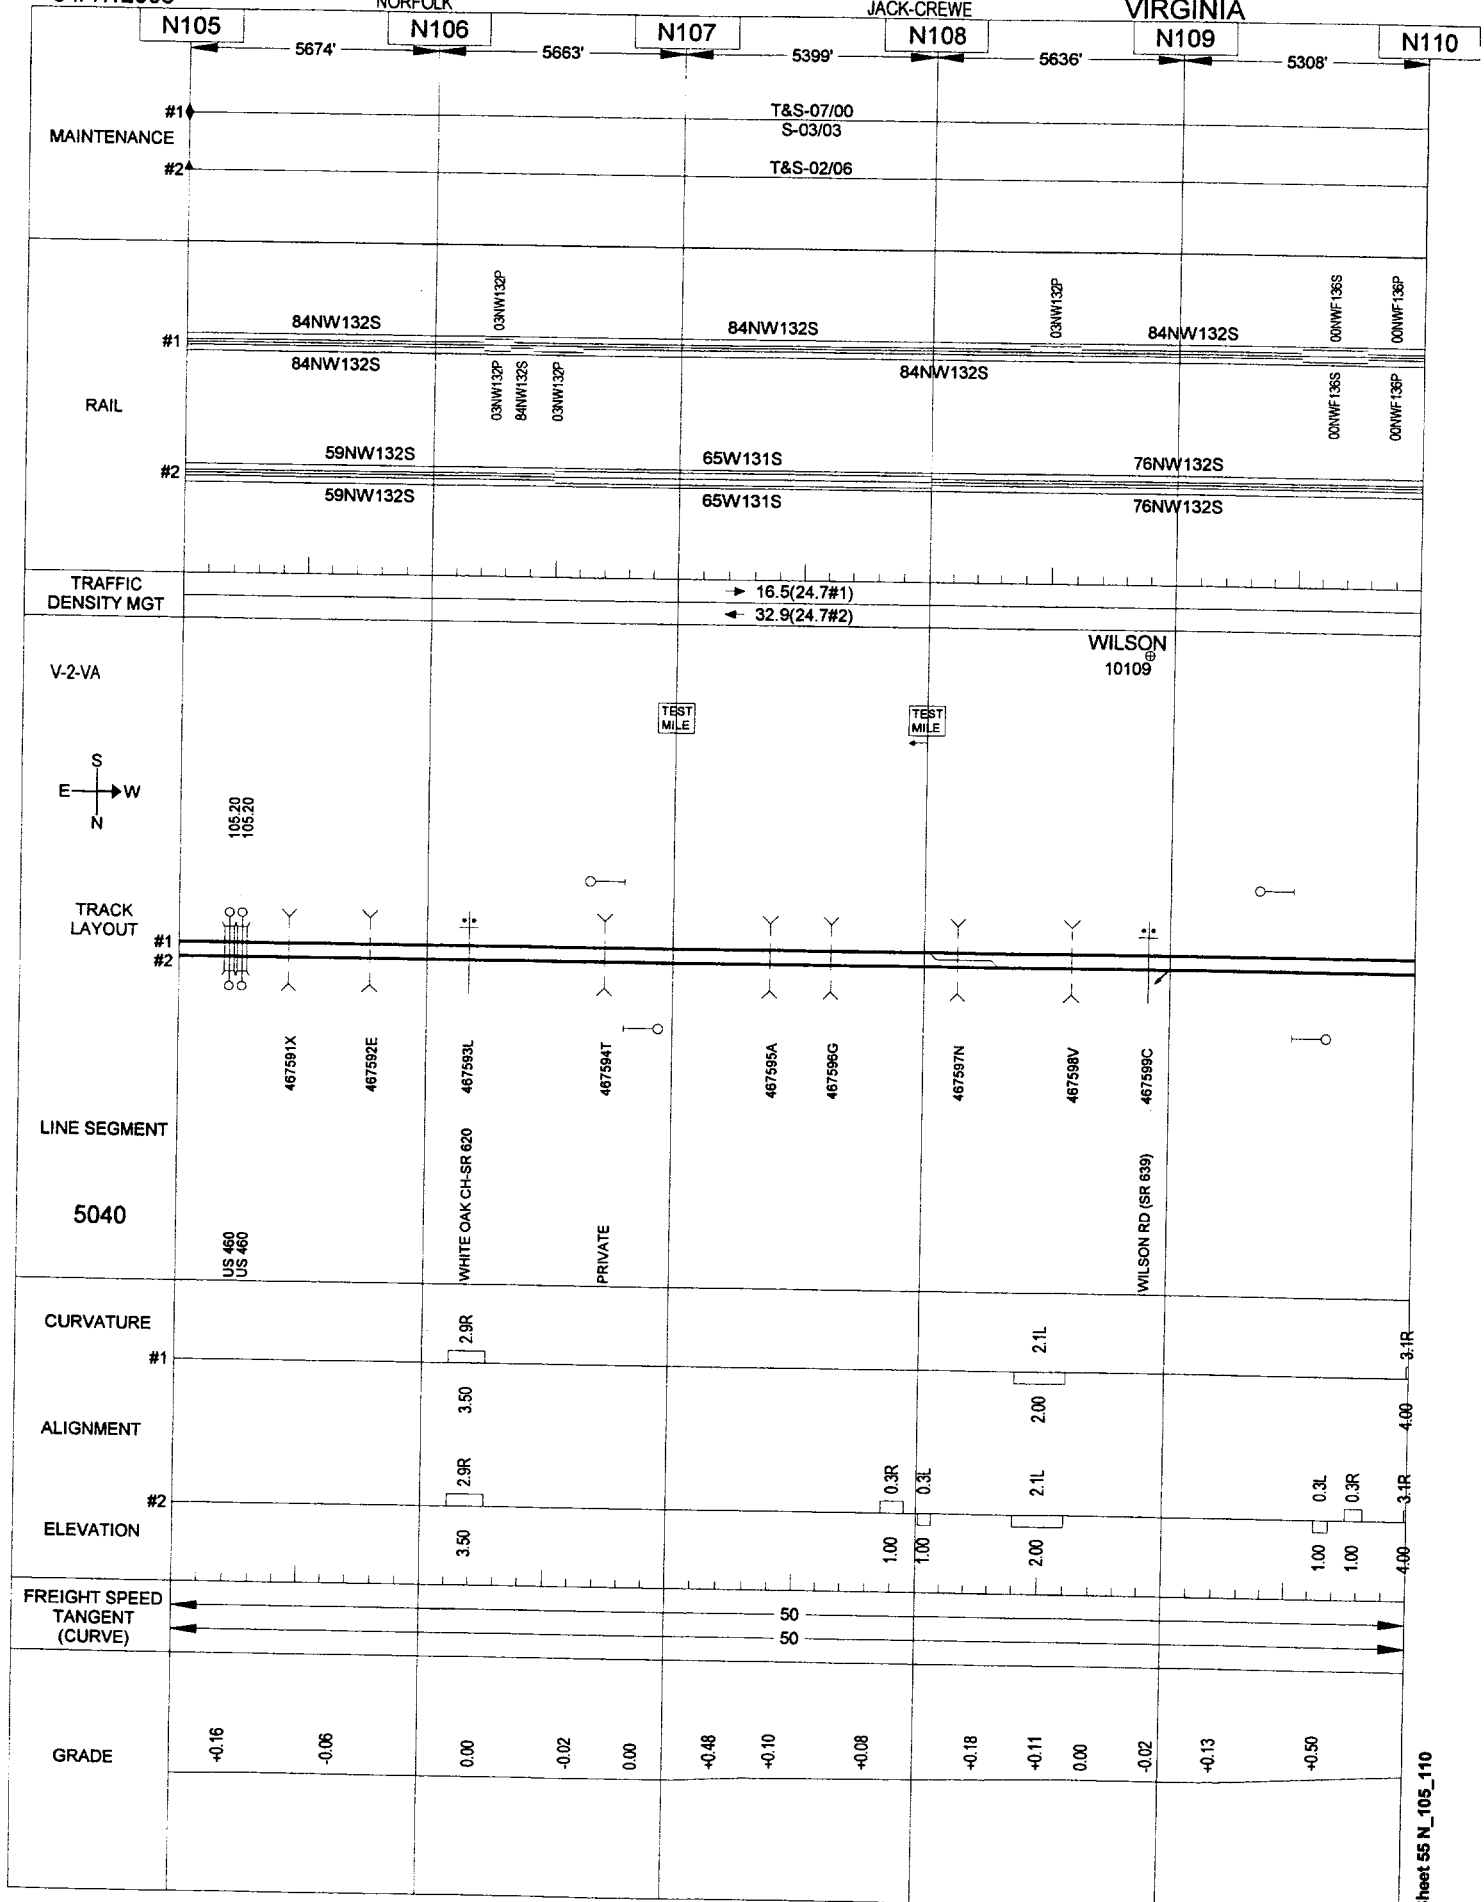 NORFOLK
JACK-CREWE
VIRGINIA
N105
N106
N107
N108
N109
N110
5674'
5663'
5399'
5636'
5308'
MAINTENANCE
#1
T&S-07/00
S-03/03
#2
T&S-02/06
RAIL
#1
84NW132S
03NW132P
84NW132S
03NW132P
84NW132S
00NWF136S
00NWF136P
84NW132S
03NW132P
84NW132S
03NW132P
84NW132S
00NWF136S
00NWF136P
#2
59NW132S
65W131S
76NW132S
59NW132S
65W131S
76NW132S
TRAFFIC
DENSITY MGT
16.5(24.7#1)
32.9(24.7#2)
V-2-VA
WILSON
10109
TEST
MILE
TEST
MILE
S
E
W
N
105.20
105.20
TRACK
LAYOUT
#1
#2
467591X
467592E
467593L
467594T
467595A
467596G
467597N
467598V
467599C
LINE SEGMENT
5040
US 460
US 460
WHITE OAK CH-SR 620
PRIVATE
WILSON RD (SR 639)
CURVATURE
#1
2.9R
2.1L
3.1R
3.50
2.00
4.00
ALIGNMENT
#2
2.9R
0.3R
0.3L
2.1L
0.3L
0.3R
3.1R
ELEVATION
3.50
1.00
1.00
2.00
1.00
1.00
4.00
FREIGHT SPEED
TANGENT
(CURVE)
50
50
GRADE
+0.16
-0.06
0.00
-0.02
0.00
+0.48
+0.10
+0.08
+0.18
+0.11
0.00
-0.02
+0.13
+0.50
55 N_105_110